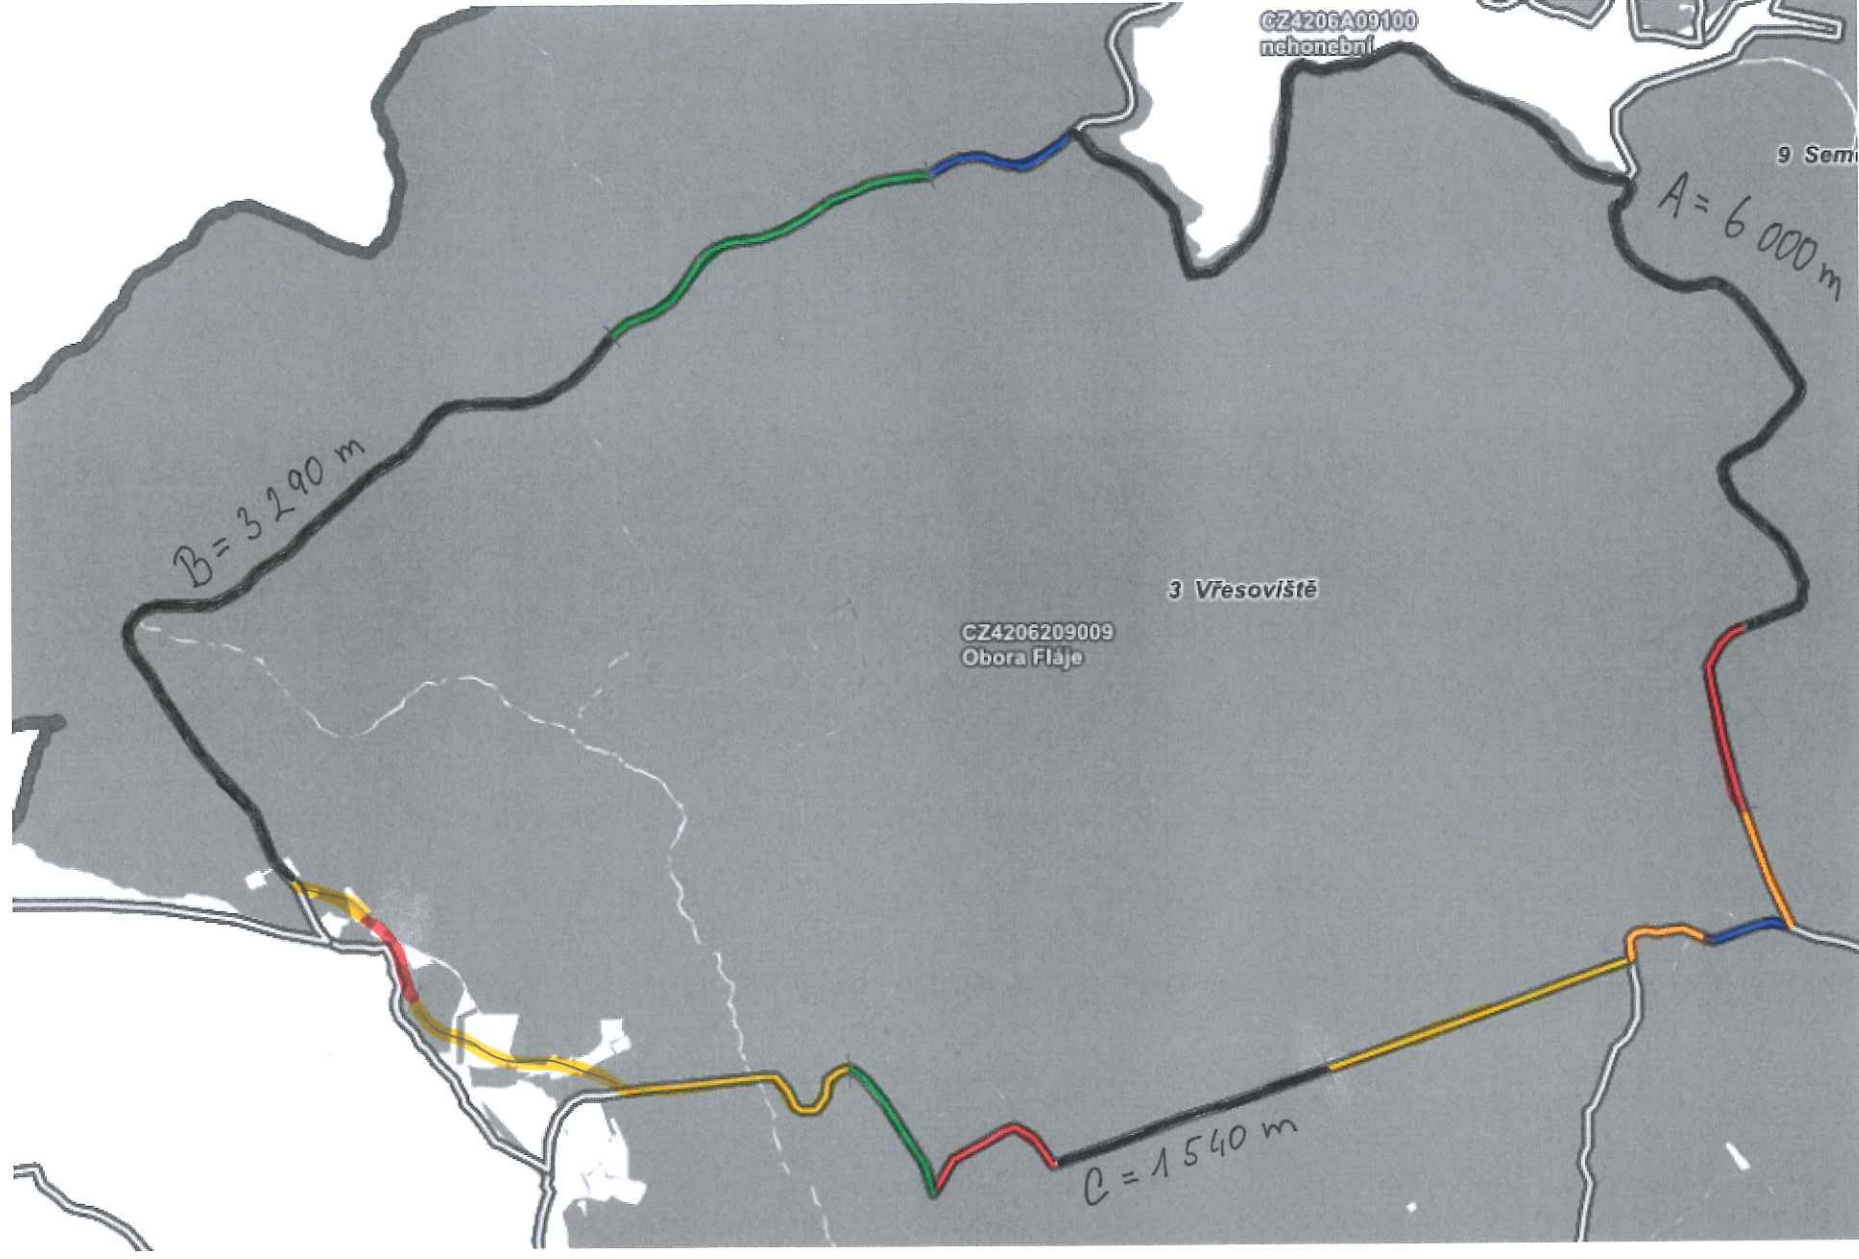 CZ4206A09100
nehonební
9 Sem
A = 6 000 m
B = 3 290 m
3 Vřesoviště
CZ4206209009
Obora Fláje
C = 1 540 m